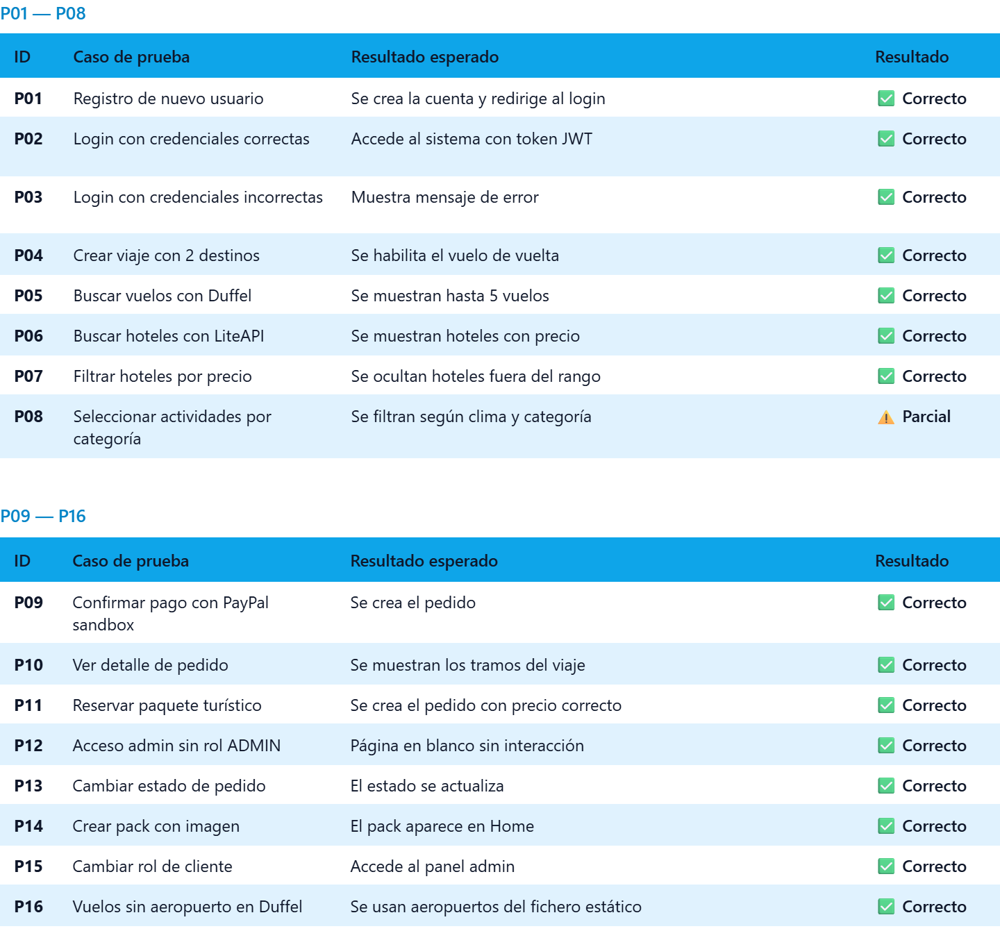 P01 — P08
ID Caso de prueba Resultado esperado Resultado
P01 Registro de nuevo usuario Se crea la cuenta y redirige al login ✅ Correcto
P02 Login con credenciales correctas Accede al sistema con token JWT ✅ Correcto
P03 Login con credenciales incorrectas Muestra mensaje de error ✅ Correcto
P04 Crear viaje con 2 destinos Se habilita el vuelo de vuelta ✅ Correcto
P05 Buscar vuelos con Duffel Se muestran hasta 5 vuelos ✅ Correcto
P06 Buscar hoteles con LiteAPI Se muestran hoteles con precio ✅ Correcto
P07 Filtrar hoteles por precio Se ocultan hoteles fuera del rango ✅ Correcto
P08 Seleccionar actividades por Se filtran según clima y categoría ⚠️ Parcial
categoría
P09 — P16
ID Caso de prueba Resultado esperado Resultado
P09 Confirmar pago con PayPal Se crea el pedido ✅ Correcto
sandbox
P10 Ver detalle de pedido Se muestran los tramos del viaje ✅ Correcto
P11 Reservar paquete turístico Se crea el pedido con precio correcto ✅ Correcto
P12 Acceso admin sin rol ADMIN Página en blanco sin interacción ✅ Correcto
P13 Cambiar estado de pedido El estado se actualiza ✅ Correcto
P14 Crear pack con imagen El pack aparece en Home ✅ Correcto
P15 Cambiar rol de cliente Accede al panel admin ✅ Correcto
P16 Vuelos sin aeropuerto en Duffel Se usan aeropuertos del fichero estático ✅ Correcto